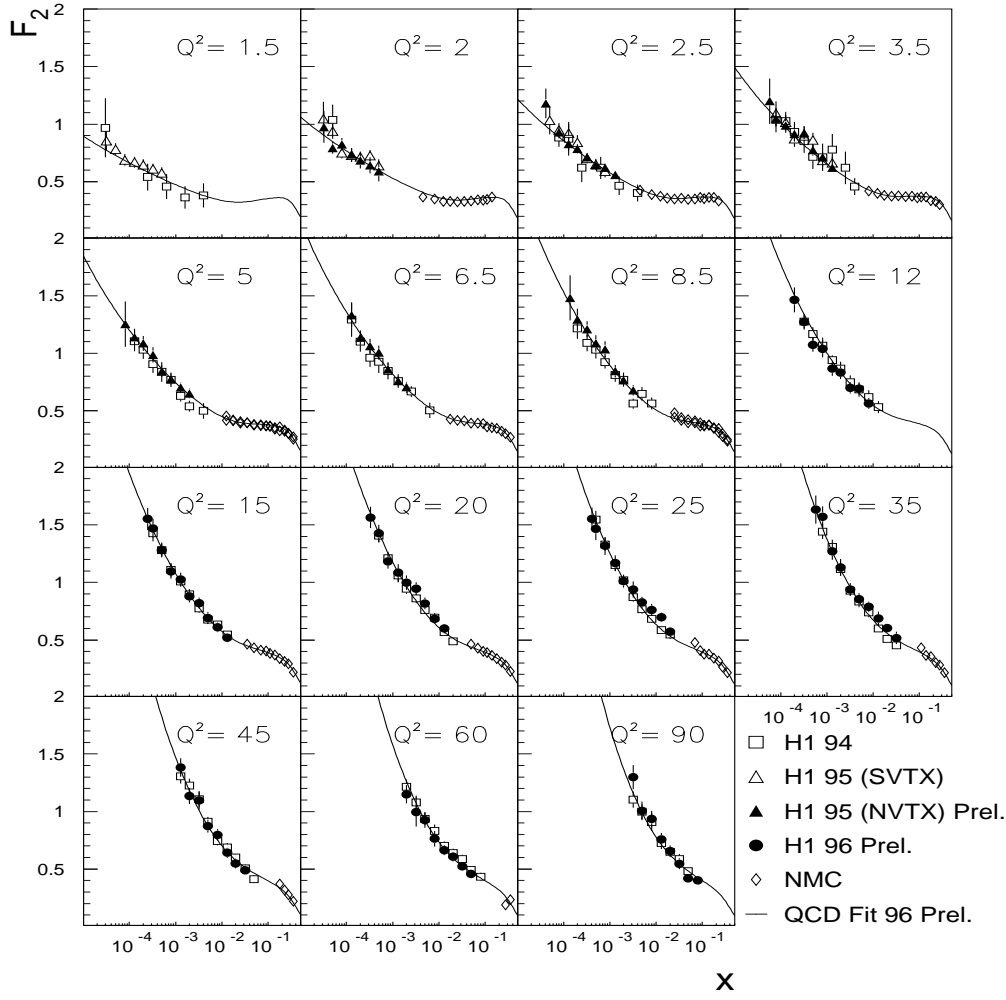 F₂
2
1.5
1
0.5
Q²= 1.5
Q²= 2
Q²= 2.5
Q²= 3.5
2
1.5
1
0.5
Q²= 5
Q²= 6.5
Q²= 8.5
Q²= 12
2
1.5
1
0.5
Q²= 15
Q²= 20
Q²= 25
Q²= 35
2
1.5
1
0.5
Q²= 45
Q²= 60
Q²= 90
10⁻⁴ 10⁻³ 10⁻² 10⁻¹
H1 94
H1 95 (SVTX)
H1 95 (NVTX) Prel.
H1 96 Prel.
NMC
QCD Fit 96 Prel.
10⁻⁴ 10⁻³ 10⁻² 10⁻¹
10⁻⁴ 10⁻³ 10⁻² 10⁻¹
10⁻⁴ 10⁻³ 10⁻² 10⁻¹
x